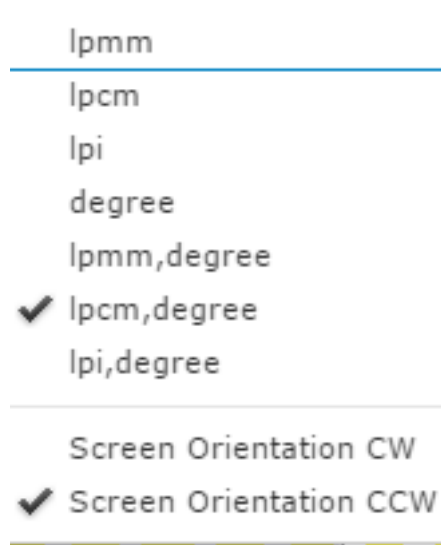 lpmm
lpcm
lpi
degree
lpmm,degree
lpcm,degree
lpi,degree
Screen Orientation CW
Screen Orientation CCW